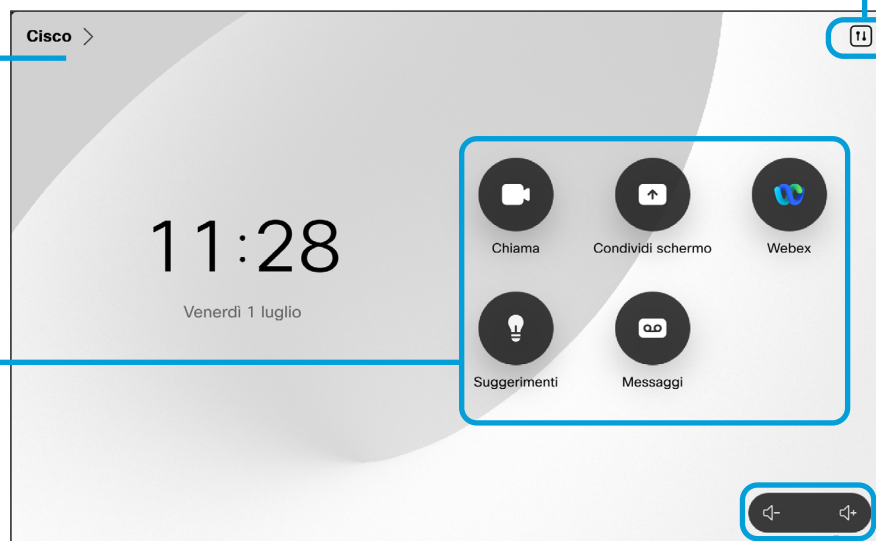 Cisco
11:28
Venerdì 1 luglio
Chiama
Condividi schermo
Webex
Suggerimenti
Messaggi